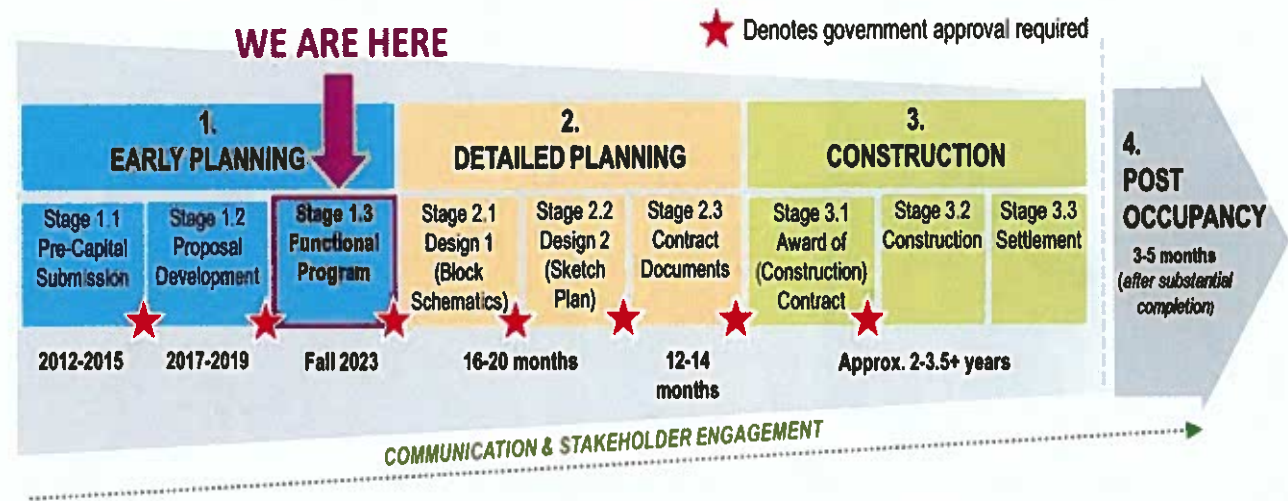 WE ARE HERE
Denotes government approval required
1.
EARLY PLANNING
2.
DETAILED PLANNING
3.
CONSTRUCTION
4.
POST
OCCUPANCY
3-5 months
(after substantial
completion)
Stage 1.1
Pre-Capital
Submission
Stage 1.2
Proposal
Development
Stage 1.3
Functional
Program
Stage 2.1
Design 1
(Block
Schematics)
Stage 2.2
Design 2
(Sketch
Plan)
Stage 2.3
Contract
Documents
Stage 3.1
Award of
(Construction)
Contract
Stage 3.2
Construction
Stage 3.3
Settlement
2012-2015
2017-2019
Fall 2023
16-20 months
12-14
months
Approx. 2-3.5+ years
COMMUNICATION & STAKEHOLDER ENGAGEMENT